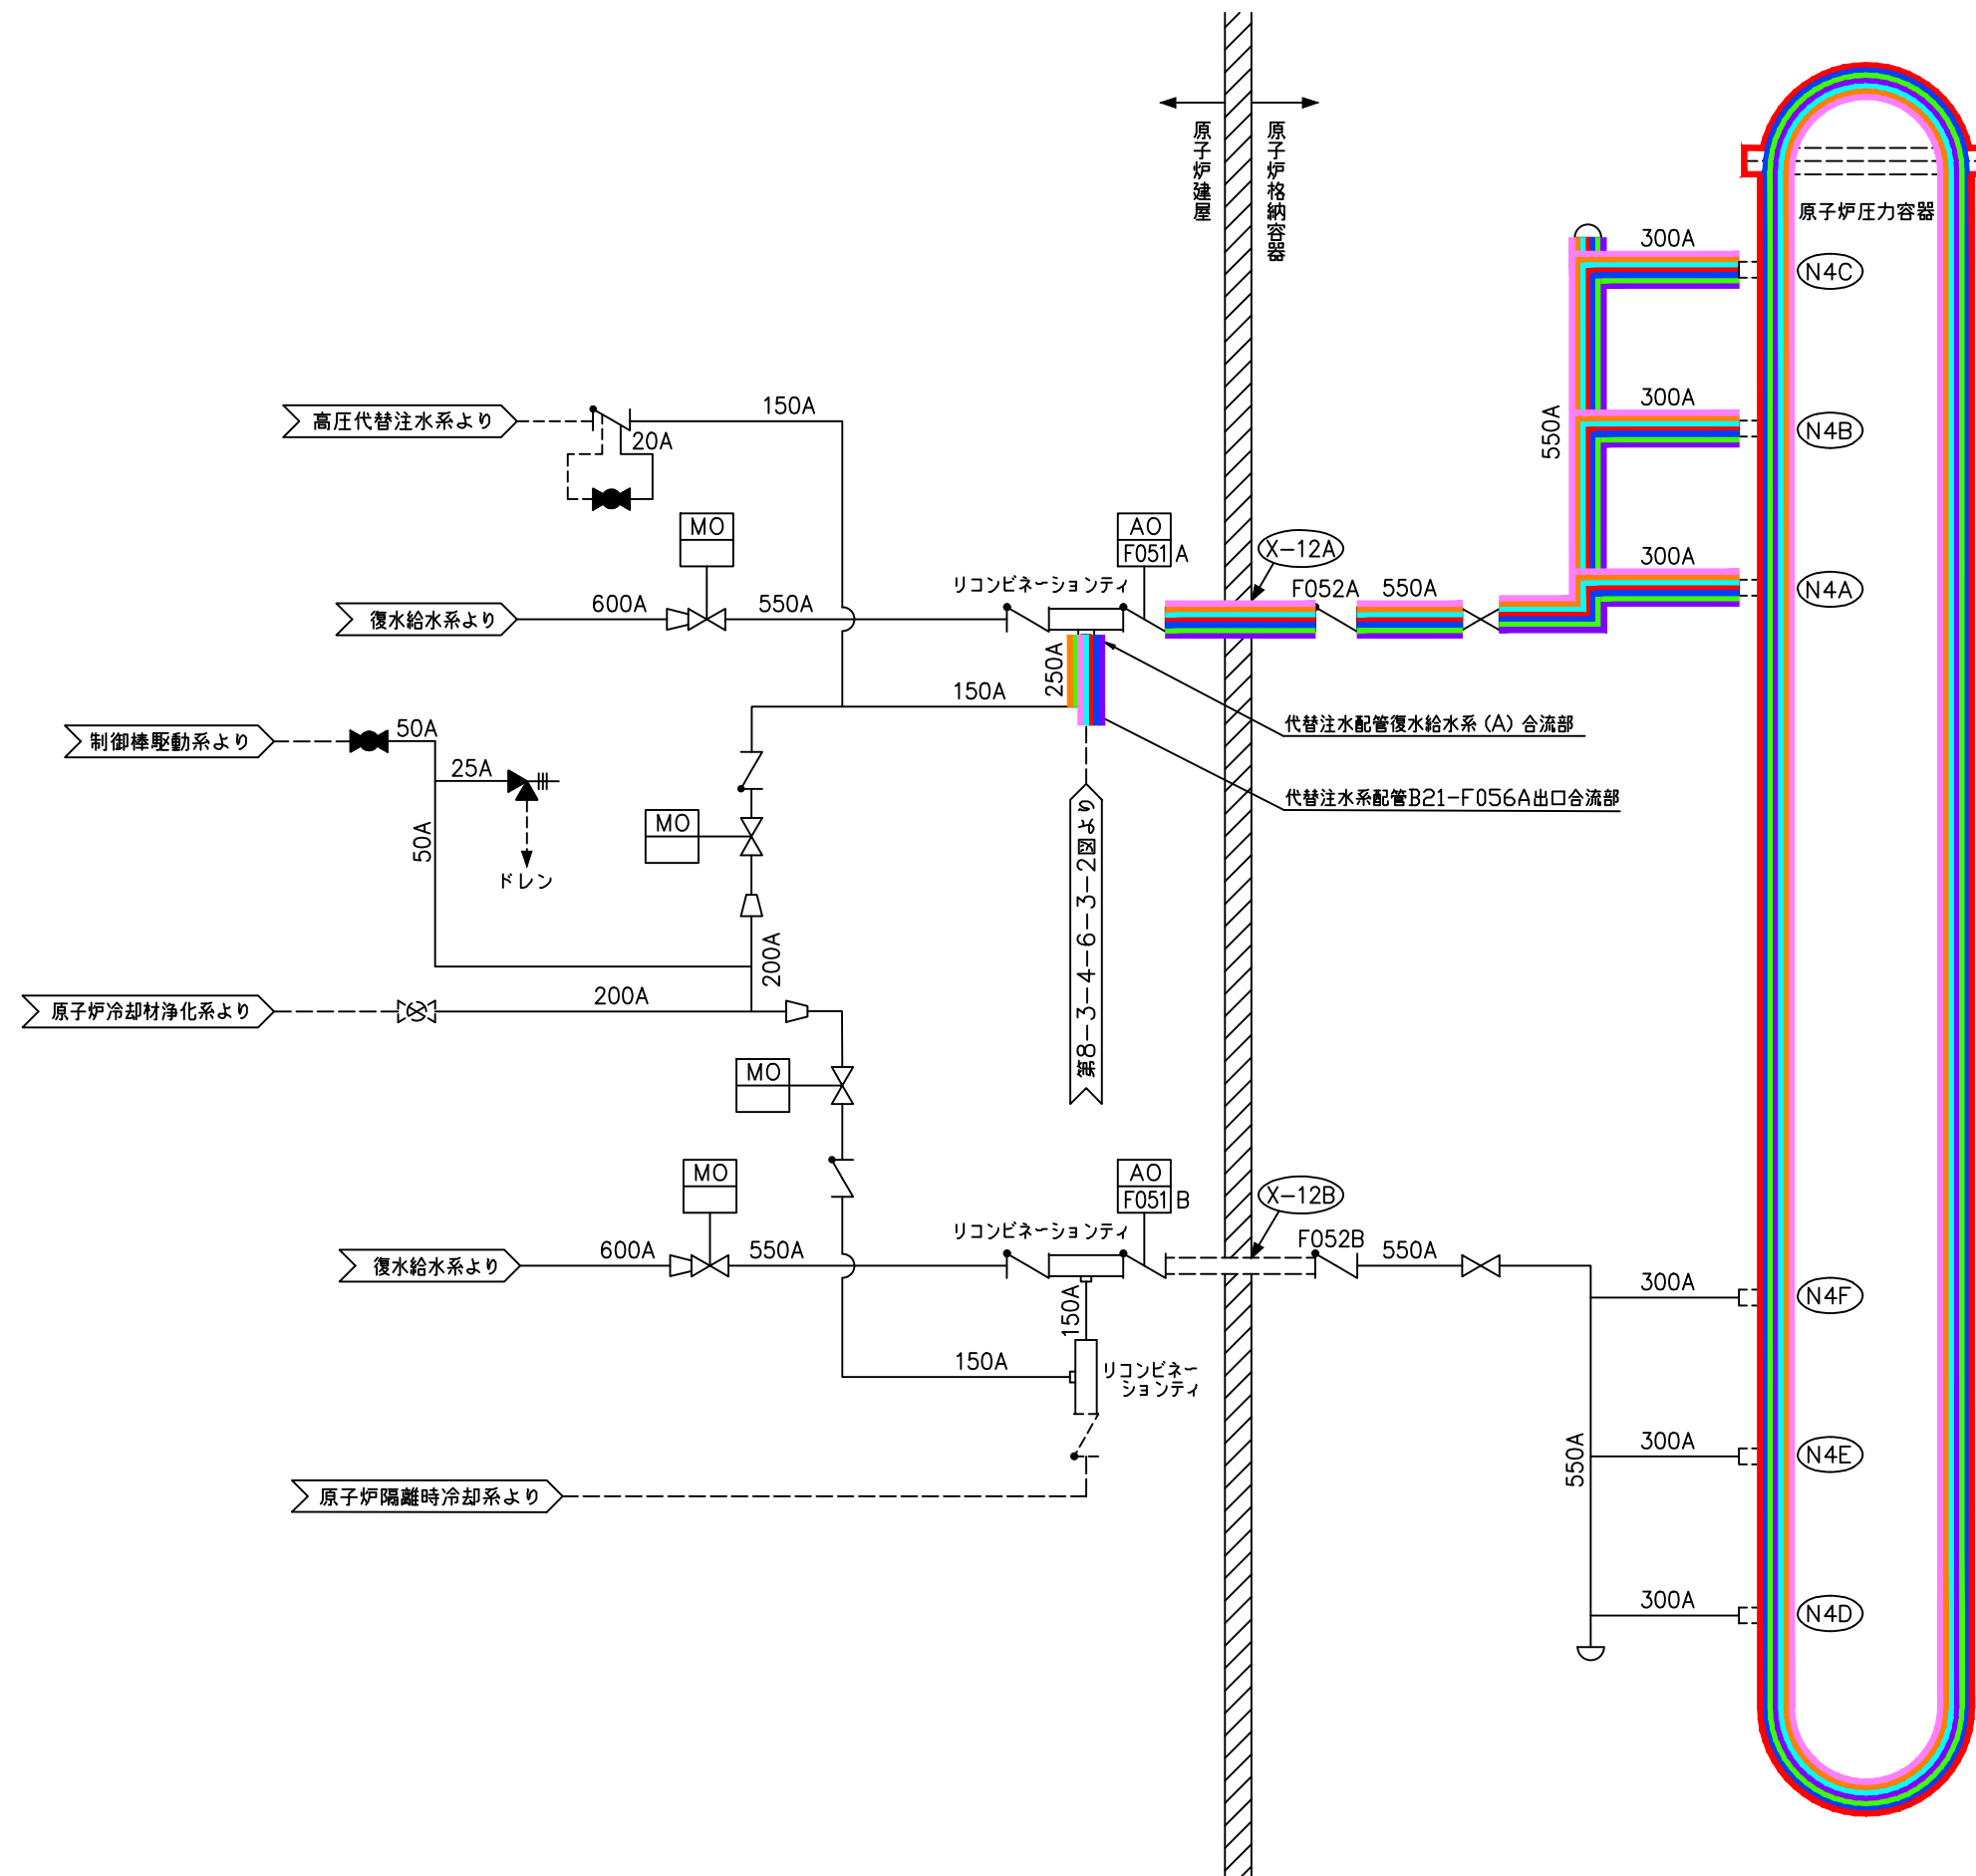 原子炉建屋
原子炉格納容器
原子炉圧力容器
300A
N4C
高圧代替注水系より
150A
20A
300A
N4B
550A
MO
AO
F051 A
X-12A
300A
N4A
リコンビネーションティ
F052A
550A
復水給水系より
600A
550A
250A
150A
代替注水配管復水給水系(A)合流部
制御棒駆動系より
50A
25A
代替注水系配管B21-F056A出口合流部
MO
50A
ドレン
第8-3-4-6-3-2図より
200A
原子炉冷却材浄化系より
200A
MO
MO
AO
F051 B
X-12B
リコンビネーションティ
F052B
復水給水系より
600A
550A
550A
300A
N4F
150A
150A
リコンビネー
ションティ
550A
300A
N4E
原子炉隔離時冷却系より
300A
N4D